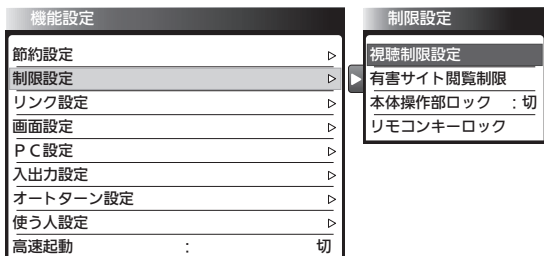 機能設定
節約設定
制限設定
リンク設定
画面設定
ＰＣ設定
入出力設定
オートターン設定
使う人設定
高速起動 : 切
制限設定
視聴制限設定
有害サイト閲覧制限
本体操作部ロック : 切
リモコンキーロック